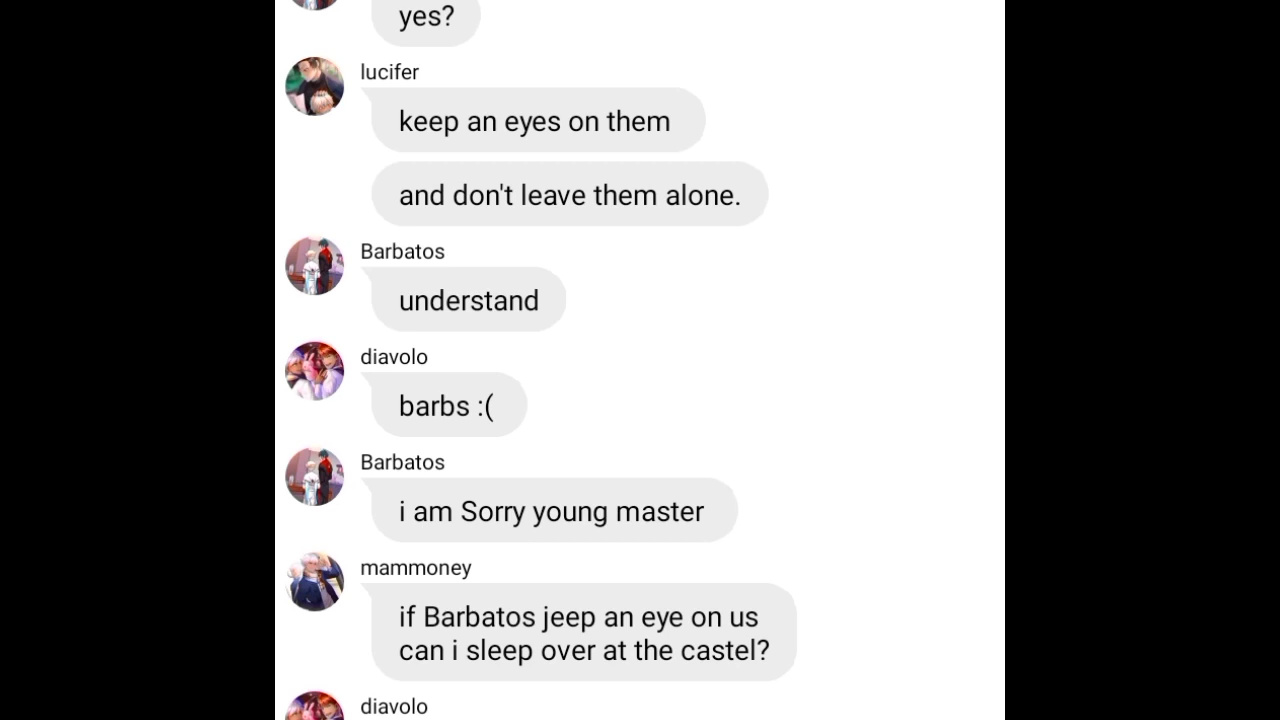 yes?
lucifer
keep an eyes on them
and don't leave them alone.
Barbatos
understand
diavolo
barbs :(
Barbatos
i am Sorry young master
mammoney
if Barbatos jeep an eye on us
can i sleep over at the castel?
diavolo